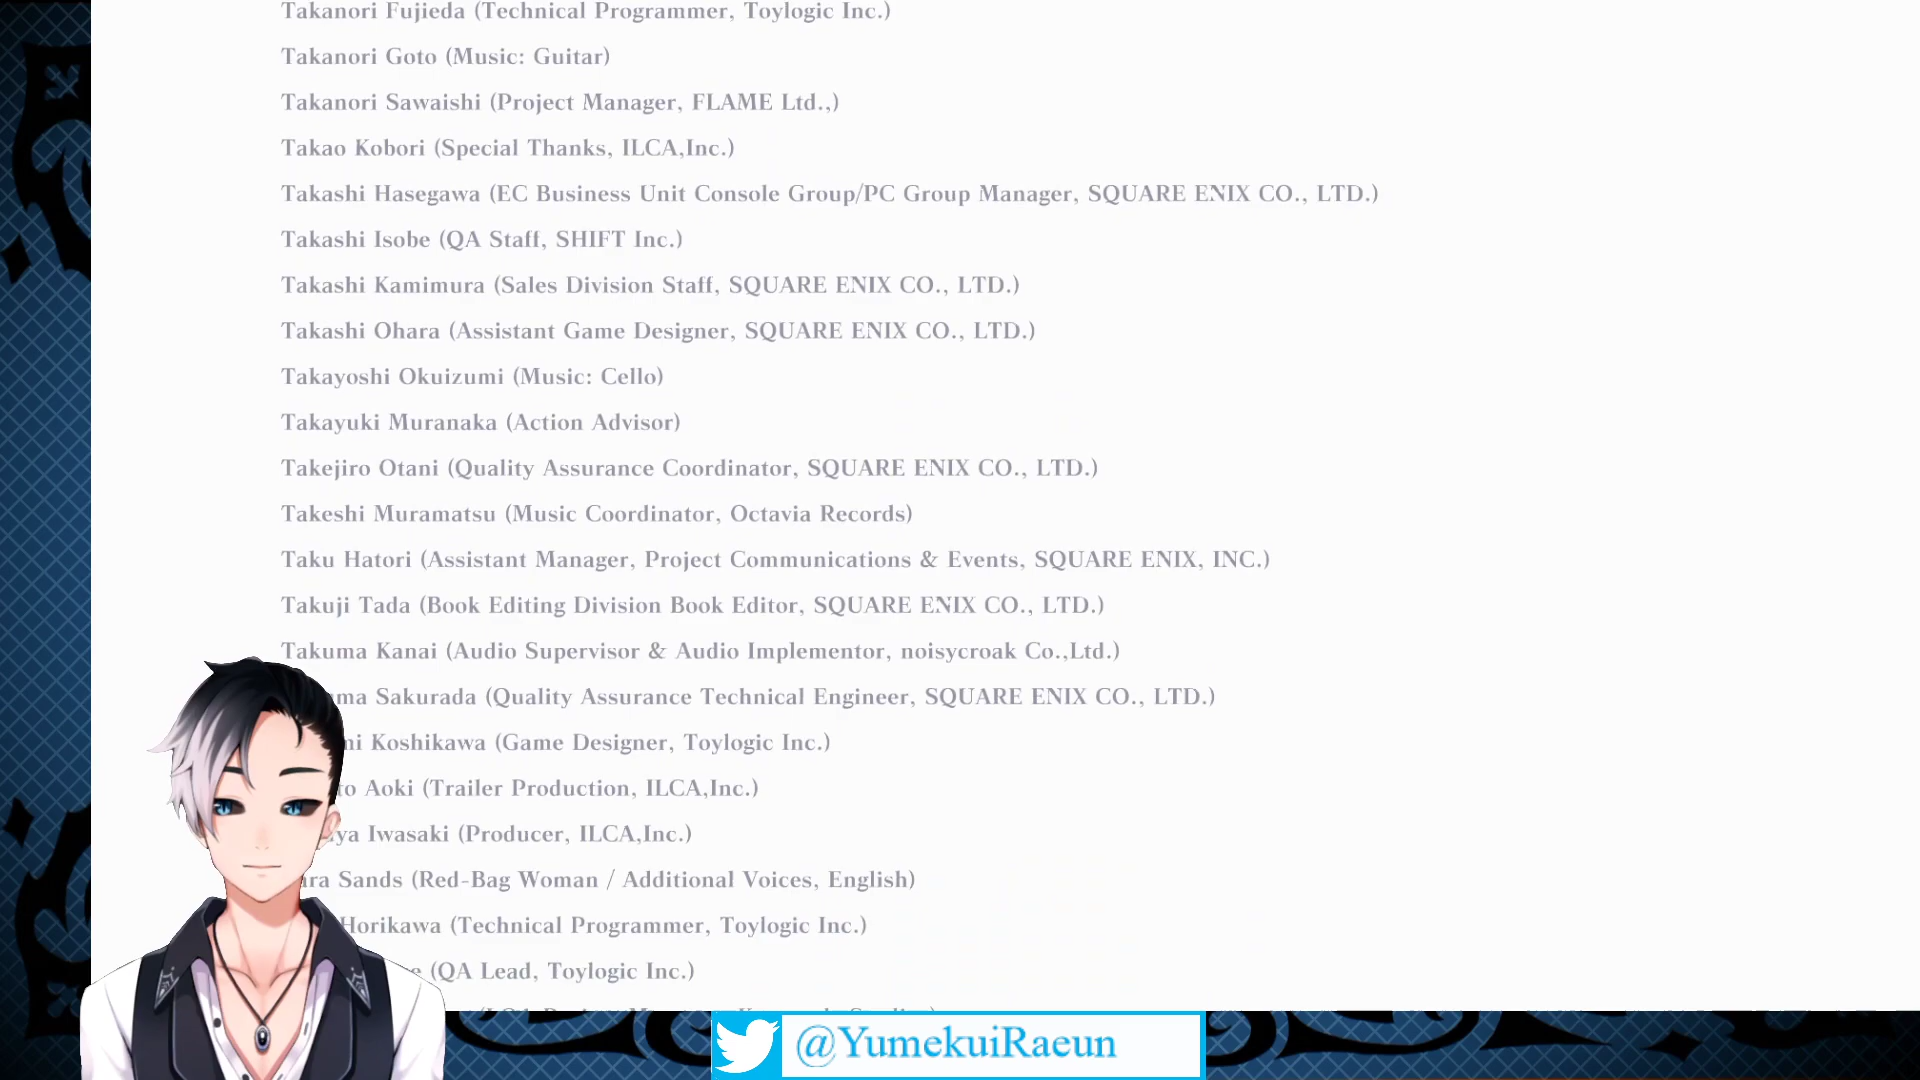 Takanori Fujieda (Technical Programmer, Toylogic Inc.)
Takanori Goto (Music: Guitar)
Takanori Sawaishi (Project Manager, FLAME Ltd.,)
Takao Kobori (Special Thanks, ILCA,Inc.)
Takashi Hasegawa (EC Business Unit Console Group/PC Group Manager, SQUARE ENIX CO., LTD.)
Takashi Isobe (QA Staff, SHIFT Inc.)
Takashi Kamimura (Sales Division Staff, SQUARE ENIX CO., LTD.)
Takashi Ohara (Assistant Game Designer, SQUARE ENIX CO., LTD.)
Takayoshi Okuizumi (Music: Cello)
Takayuki Muranaka (Action Advisor)
Takejiro Otani (Quality Assurance Coordinator, SQUARE ENIX CO., LTD.)
Takeshi Muramatsu (Music Coordinator, Octavia Records)
Taku Hatori (Assistant Manager, Project Communications & Events, SQUARE ENIX, INC.)
Takuji Tada (Book Editing Division Book Editor, SQUARE ENIX CO., LTD.)
Takuma Kanai (Audio Supervisor & Audio Implementor, noisycroak Co.,Ltd.)
Sakurada (Quality Assurance Technical Engineer, SQUARE ENIX CO., LTD.)
Koshikawa (Game Designer, Toylogic Inc.)
Aoki (Trailer Production, ILCA,Inc.)
Iwasaki (Producer, ILCA,Inc.)
Sands (Red-Bag Woman / Additional Voices, English)
Horikawa (Technical Programmer, Toylogic Inc.)
(QA Lead, Toylogic Inc.)
@YumekuiRaeun